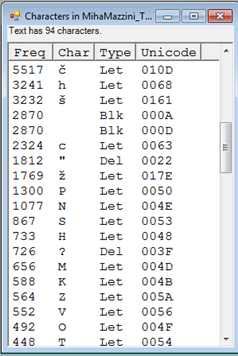 Characters in MihaMazzini_T...
Text has 94 characters.
Freq Char Type Unicode
5517 č Let 010D
3241 h Let 0068
3232 š Let 0161
2870 Blk 000A
2870 Blk 000D
2324 c Let 0063
1812 " Del 0022
1769 ž Let 017E
1300 P Let 0050
1077 N Let 004E
867 S Let 0053
733 H Let 0048
726 ? Del 003F
656 M Let 004D
588 K Let 004B
564 Z Let 005A
552 V Let 0056
492 O Let 004F
448 T Let 0054